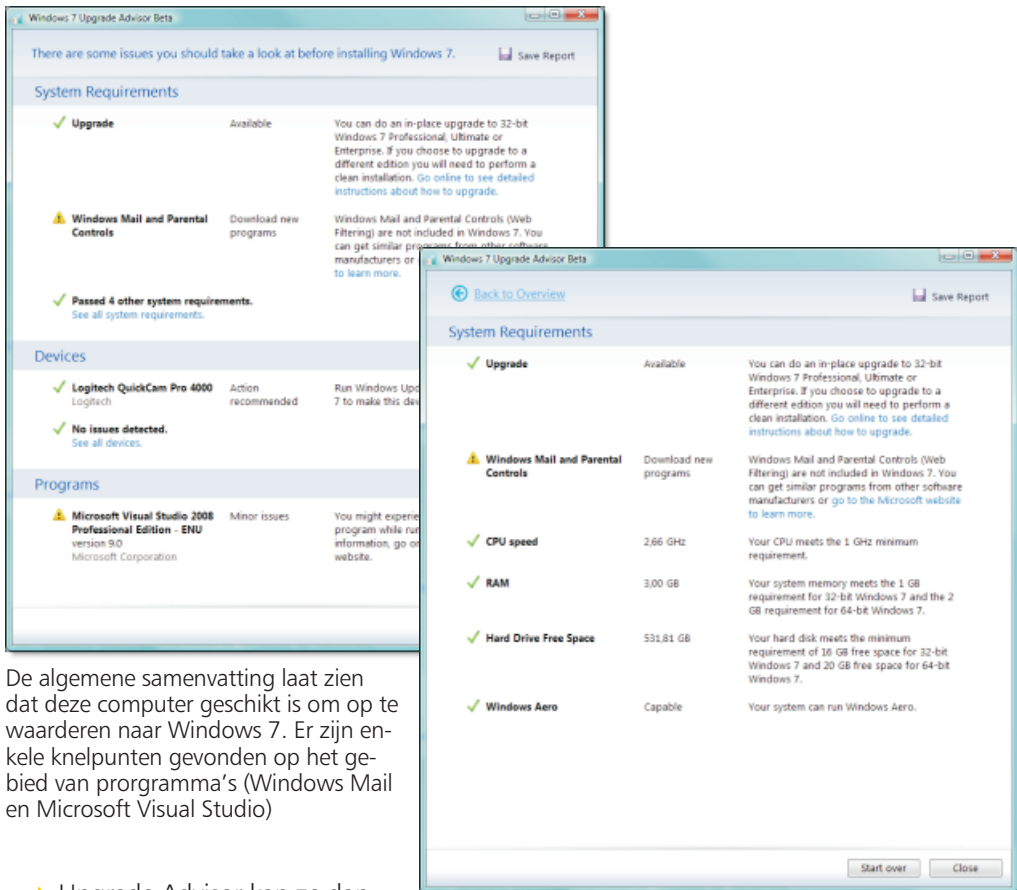 Windows 7 Upgrade Advisor Beta
There are some issues you should take a look at before installing Windows 7.
Save Report
System Requirements
Upgrade
Available
You can do an in-place upgrade to 32-bit
Windows 7 Professional, Ultimate or
Enterprise. If you choose to upgrade to a
different edition you will need to perform a
clean installation. Go online to see detailed
instructions about how to upgrade.
Windows Mail and Parental
Controls
Download new
programs
Windows Mail and Parental Controls (Web
Filtering) are not included in Windows 7. You
can get similar programs from other software
manufacturers or
to learn more.
Passed 4 other system requirements.
See all system requirements.
Devices
Logitech QuickCam Pro 4000
Logitech
Action
recommended
Run Windows
7 to make this
No issues detected.
See all devices.
Programs
Microsoft Visual Studio 2008
Professional Edition - ENU
version 9.0
Microsoft Corporation
Minor issues
You might
program while
information, go
website.
Windows 7 Upgrade Advisor Beta
Back to Overview
Save Report
System Requirements
Upgrade
Available
You can do an in-place upgrade to 32-bit
Windows 7 Professional, Ultimate or
Enterprise. If you choose to upgrade to a
different edition you will need to perform a
clean installation. Go online to see detailed
instructions about how to upgrade.
Windows Mail and Parental
Controls
Download new
programs
Windows Mail and Parental Controls (Web
Filtering) are not included in Windows 7. You
can get similar programs from other software
manufacturers or go to the Microsoft website
to learn more.
CPU speed
2,66 GHz
Your CPU meets the 1 GHz minimum
requirement.
RAM
3,00 GB
Your system memory meets the 1 GB
requirement for 32-bit Windows 7 and the 2
GB requirement for 64-bit Windows 7.
Hard Drive Free Space
531,81 GB
Your hard disk meets the minimum
requirement of 16 GB free space for 32-bit
Windows 7 and 20 GB free space for 64-bit
Windows 7.
Windows Aero
Capable
Your system can run Windows Aero.
Start over
Close
De algemene samenvatting laat zien
dat deze computer geschikt is om op te
waarderen naar Windows 7. Er zijn en-
kele knelpunten gevonden op het ge-
bied van prorgramma's (Windows Mail
en Microsoft Visual Studio)